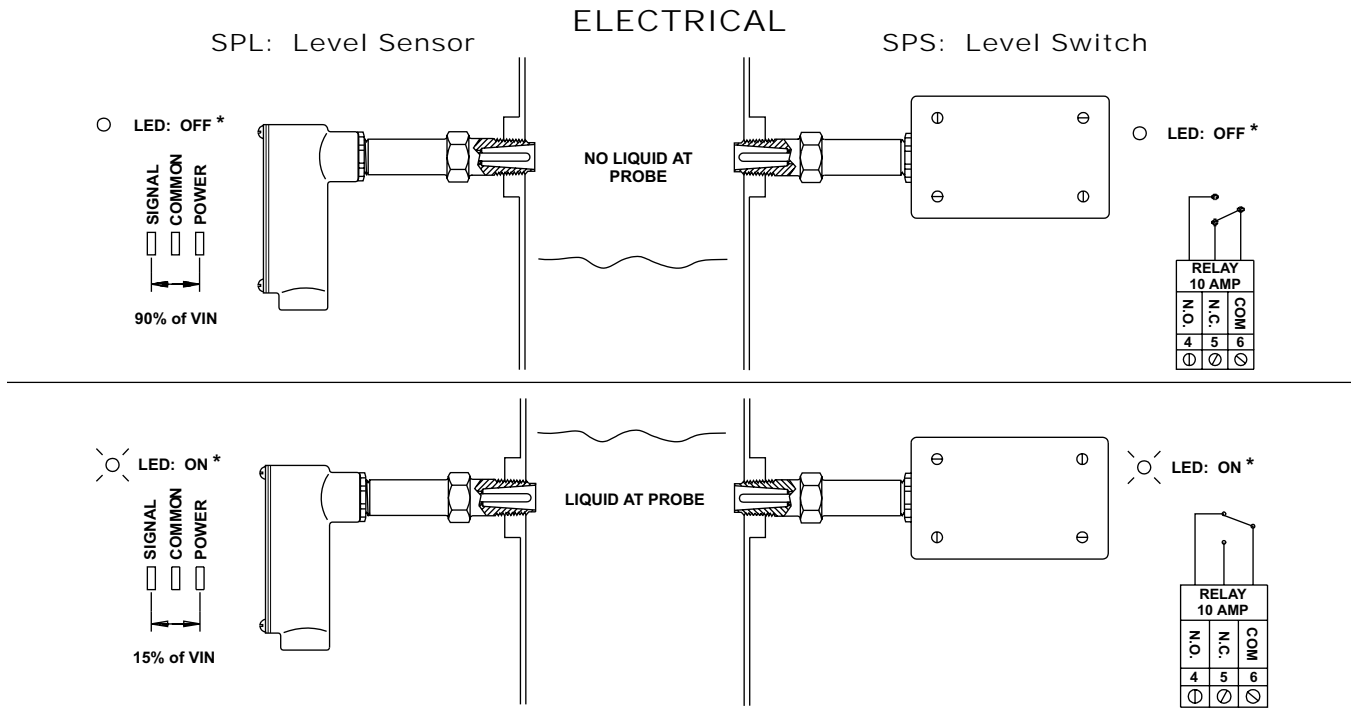 ELECTRICAL
SPL: Level Sensor
SPS: Level Switch
LED: OFF *
SIGNAL
COMMON
POWER
90% of VIN
NO LIQUID AT
PROBE
LED: OFF *
RELAY
10 AMP
N.O. N.C. COM
4 5 6
LED: ON *
SIGNAL
COMMON
POWER
15% of VIN
LIQUID AT PROBE
LED: ON *
RELAY
10 AMP
N.O. N.C. COM
4 5 6